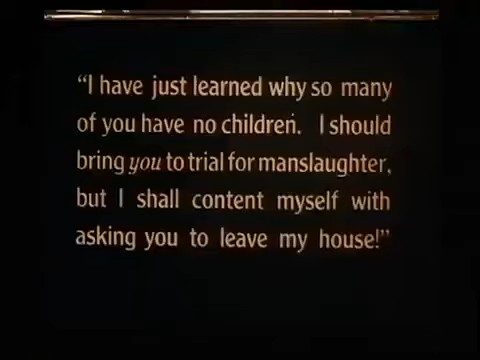 “I have just learned why so many
of you have no children. I should
bring you to trial for manslaughter,
but I shall content myself with
asking you to leave my house!”